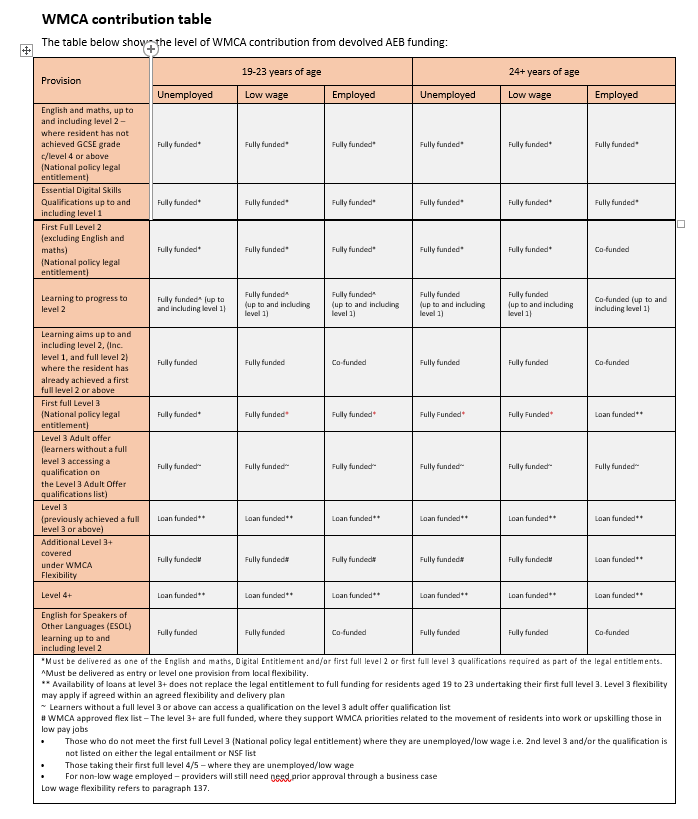 WMCA contribution table
The table below shows the level of WMCA contribution from devolved AEB funding:
Provision
19-23 years of age
24+ years of age
Unemployed
Low wage
Employed
Unemployed
Low wage
Employed
English and maths, up to
and including level 2 –
where resident has not
achieved GCSE grade
c/level 4 or above
(National policy legal
entitlement)
Fully funded*
Fully funded*
Fully funded*
Fully funded*
Fully funded*
Fully funded*
Essential Digital Skills
Qualifications up to and
including level 1
Fully funded*
Fully funded*
Fully funded*
Fully funded*
Fully funded*
Fully funded*
First Full Level 2
(excluding English and
maths)
(National policy legal
entitlement)
Fully funded*
Fully funded*
Fully funded*
Fully funded*
Fully funded*
Co-funded
Learning to progress to
level 2
Fully funded^ (up to
and including level 1)
Fully funded^
(up to and including
level 1)
Fully funded^
(up to and including
level 1)
Fully funded
(up to and including
level 1)
Fully funded
(up to and including
level 1)
Co-funded (up to and
including level 1)
Learning aims up to and
including level 2, (Inc.
level 1, and full level 2)
where the resident has
already achieved a first
full level 2 or above
Fully funded
Fully funded
Co-funded
Fully funded
Fully funded
Co-funded
First full Level 3
(National policy legal
entitlement)
Fully funded*
Fully funded*
Fully funded*
Fully Funded*
Fully Funded*
Loan funded**
Level 3 Adult offer
(learners without a full
level 3 accessing a
qualification on
the Level 3 Adult Offer
qualifications list)
Fully funded~
Fully funded~
Fully funded~
Fully funded~
Fully funded~
Fully funded~
Level 3
(previously achieved a full
level 3 or above)
Loan funded**
Loan funded**
Loan funded**
Loan funded**
Loan funded**
Loan funded**
Additional Level 3+
covered
under WMCA
Flexibility
Fully funded#
Fully funded#
Fully funded#
Fully funded#
Fully funded#
Loan funded**
Level 4+
Loan funded**
Loan funded**
Loan funded**
Loan funded**
Loan funded**
Loan funded**
English for Speakers of
Other Languages (ESOL)
learning up to and
including level 2
Fully funded
Fully funded
Co-funded
Fully funded
Fully funded
Co-funded
*Must be delivered as one of the English and maths, Digital Entitlement and/or first full level 2 or first full level 3 qualifications required as part of the legal entitlements.
^Must be delivered as entry or level one provision from local flexibility.
** Availability of loans at level 3+ does not replace the legal entitlement to full funding for residents aged 19 to 23 undertaking their first full level 3. Level 3 flexibility
may apply if agreed within an agreed flexibility and delivery plan
~ Learners without a full level 3 or above can access a qualification on the level 3 adult offer qualification list
# WMCA approved flex list – The level 3+ are full funded, where they support WMCA priorities related to the movement of residents into work or upskilling those in
low pay jobs
• Those who do not meet the first full Level 3 (National policy legal entitlement) where they are unemployed/low wage i.e. 2nd level 3 and/or the qualification is
not listed on either the legal entailment or NSF list
• Those taking their first full level 4/5 – where they are unemployed/low wage
• For non-low wage employed – providers will still need need prior approval through a business case
Low wage flexibility refers to paragraph 137.